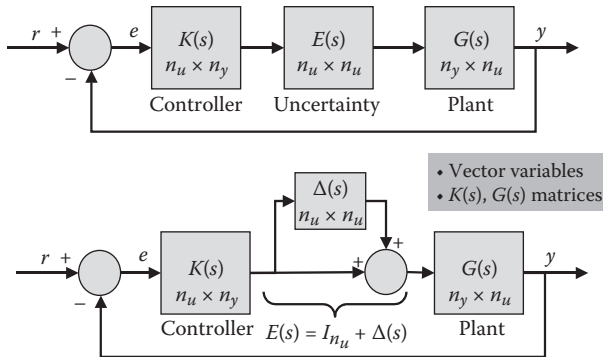 r + e K(s) E(s) G(s) y
n_u × n_y n_u × n_u n_y × n_u
−
Controller Uncertainty Plant
• Vector variables
• K(s), G(s) matrices
Δ(s)
n_u × n_u
+
r + e K(s) + G(s) y
n_u × n_y n_y × n_u
−
Controller E(s) = I_{n_u} + Δ(s) Plant